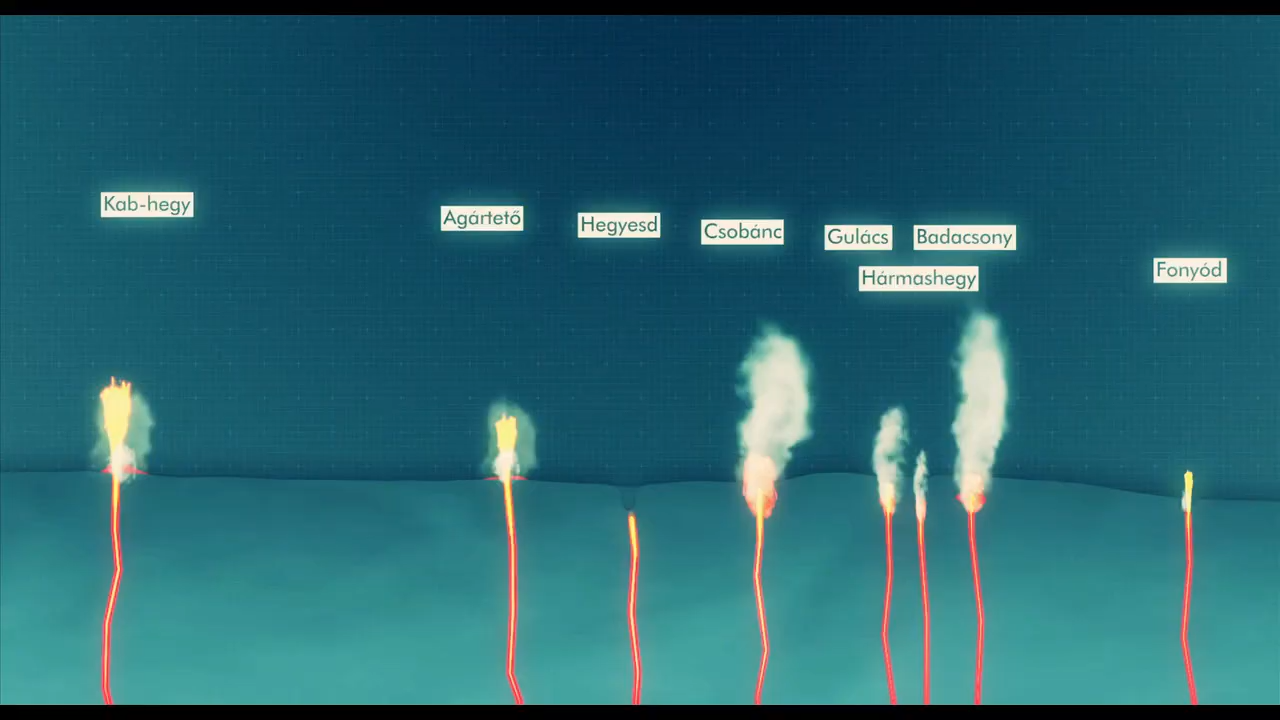 Kab-hegy
Agártető
Hegyesd
Csobánc
Gulács
Badacsony
Hármashegy
Fonyód